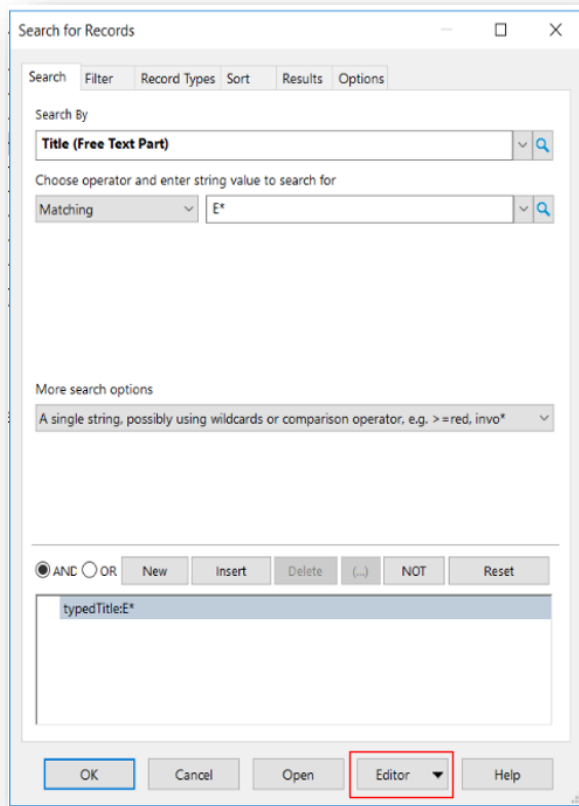 Search for Records
Search Filter Record Types Sort Results Options
Search By
Title (Free Text Part)
Choose operator and enter string value to search for
Matching E*
More search options
A single string, possibly using wildcards or comparison operator, e.g. >=red, invo*
AND OR New Insert Delete (...) NOT Reset
typedTitle:E*
OK Cancel Open Editor Help